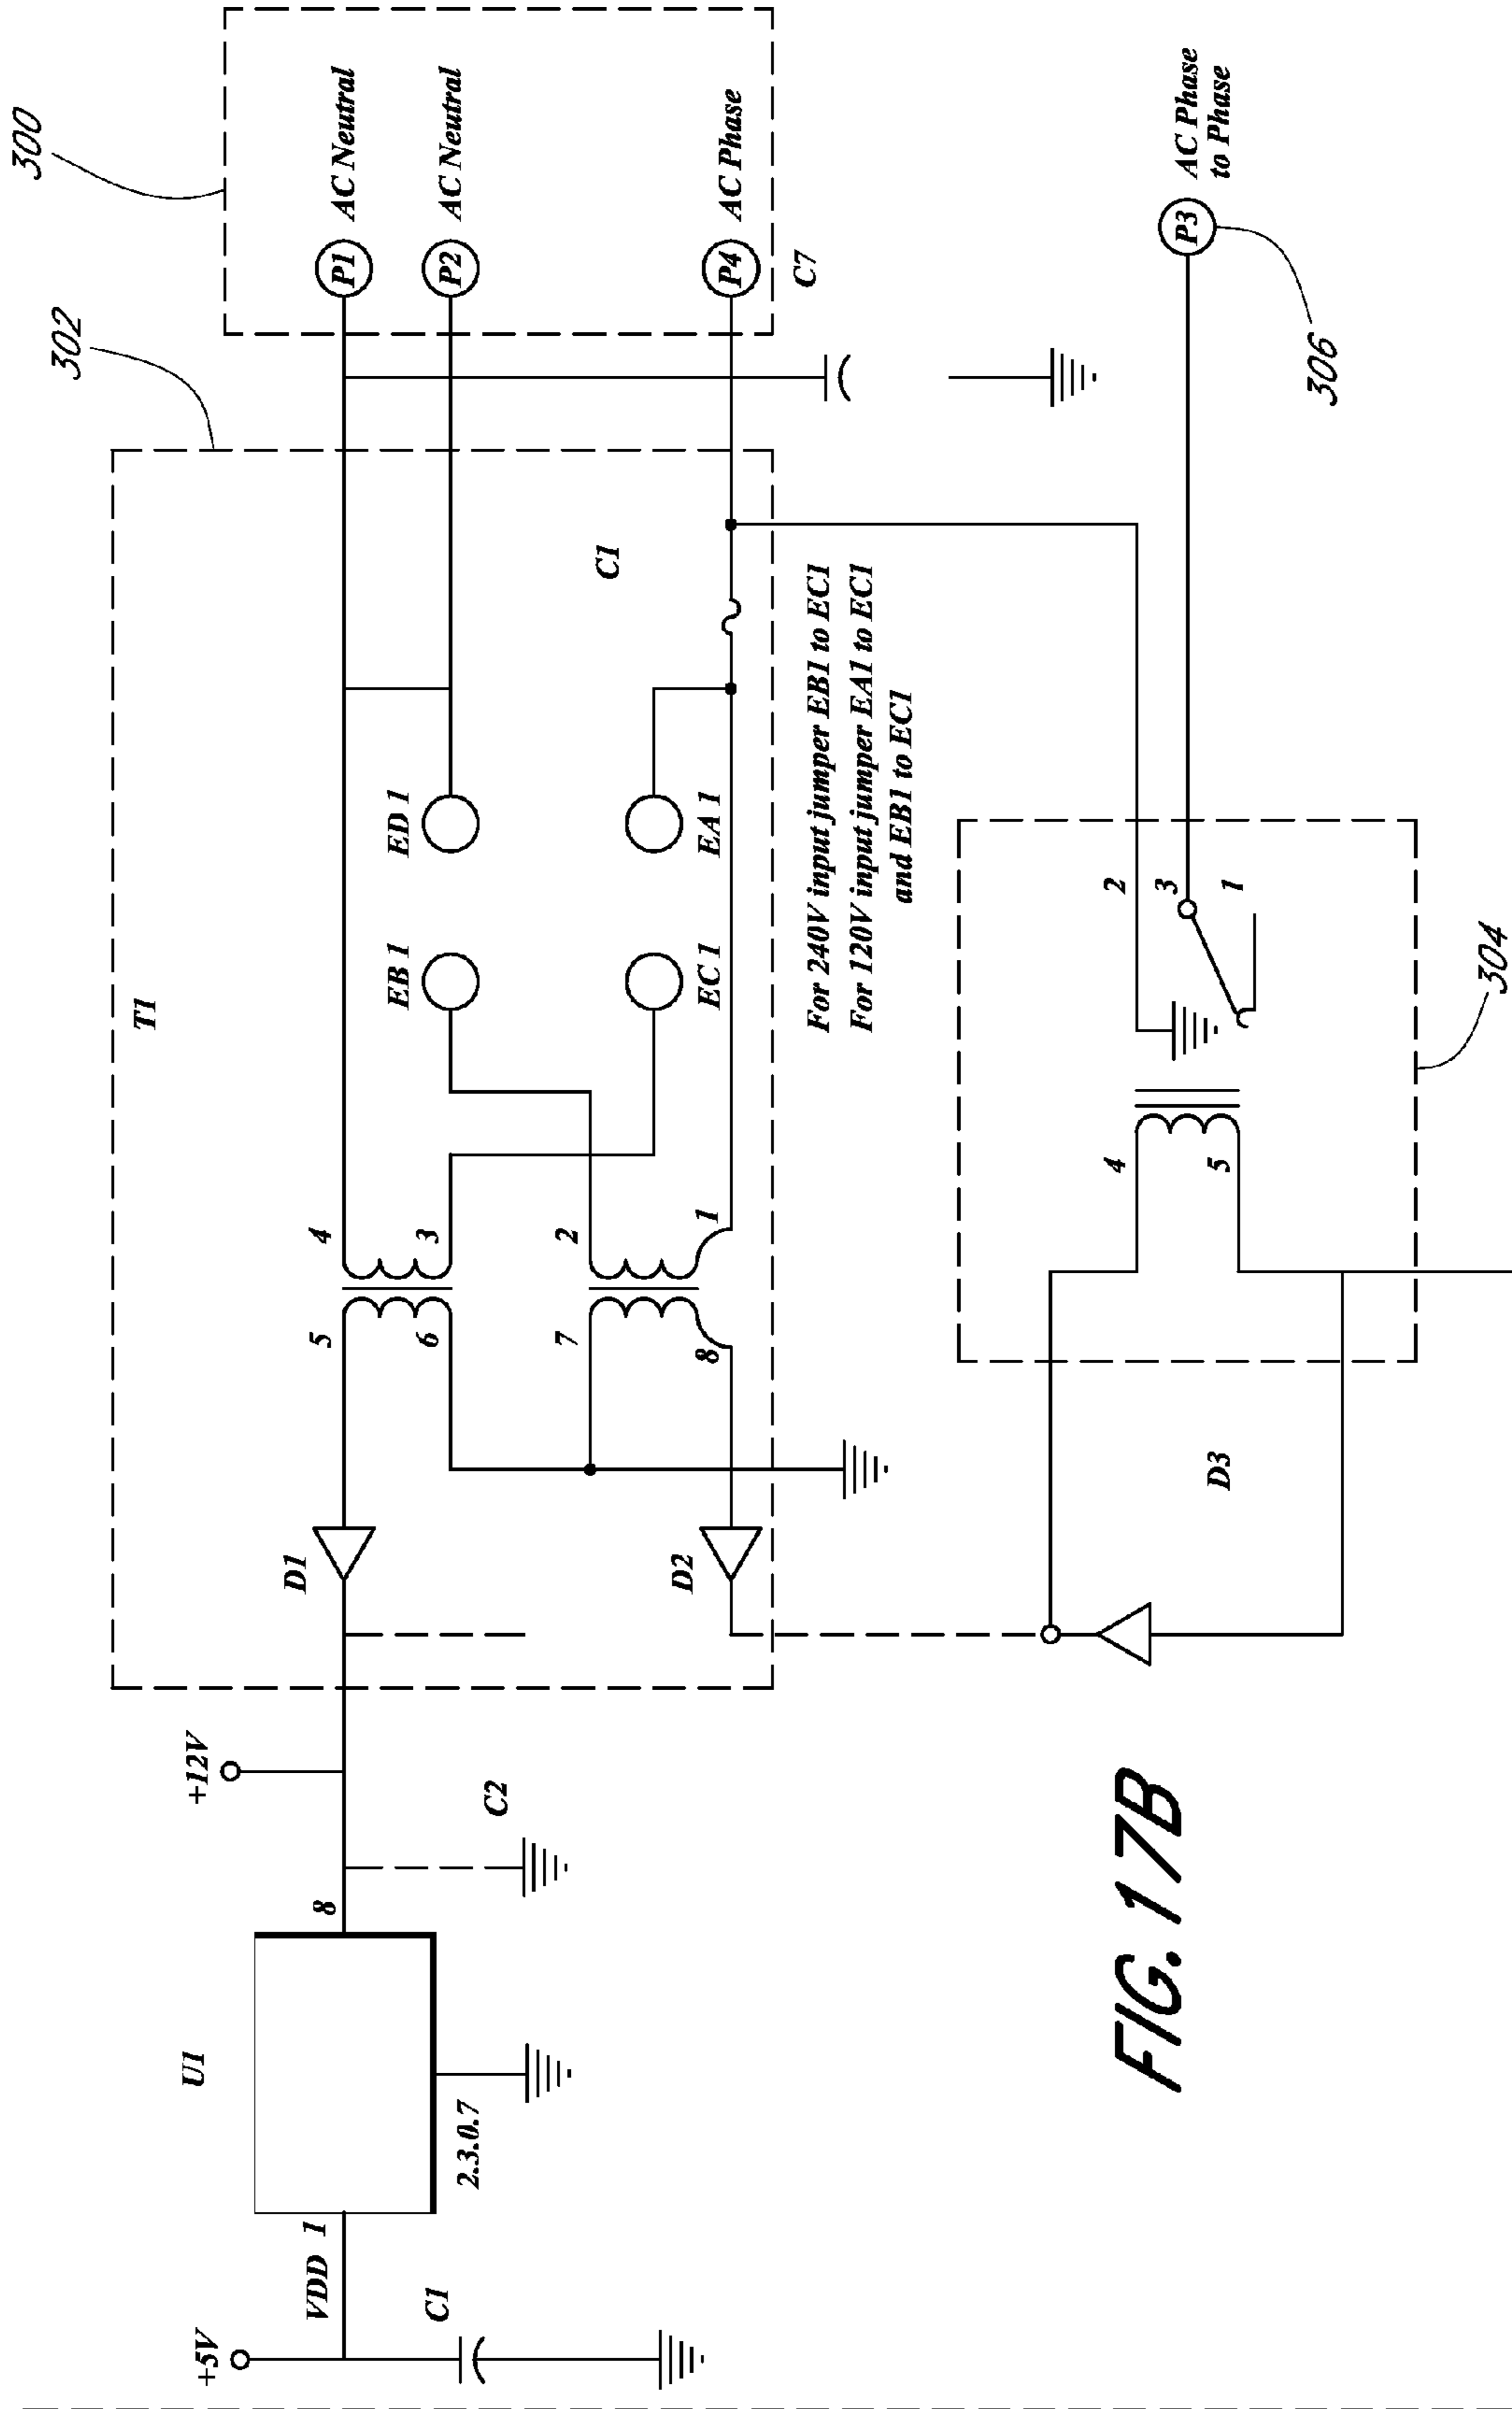 300
302
T1
P1 AC Neutral
P2 AC Neutral
P4 AC Phase
C7
C1
ED 1
EB 1
EA 1
EC 1
4
3
2
1
5
6
7
8
D1
D2
+12V
C2
8
U1
2.3.0.7
VDD 1
+5V
C1
For 240V input jumper EB1 to EC1
For 120V input jumper EA1 to EC1
and EB1 to EC1
P3 AC Phase
to Phase
306
2
3
1
4
5
304
D3
FIG. 17B